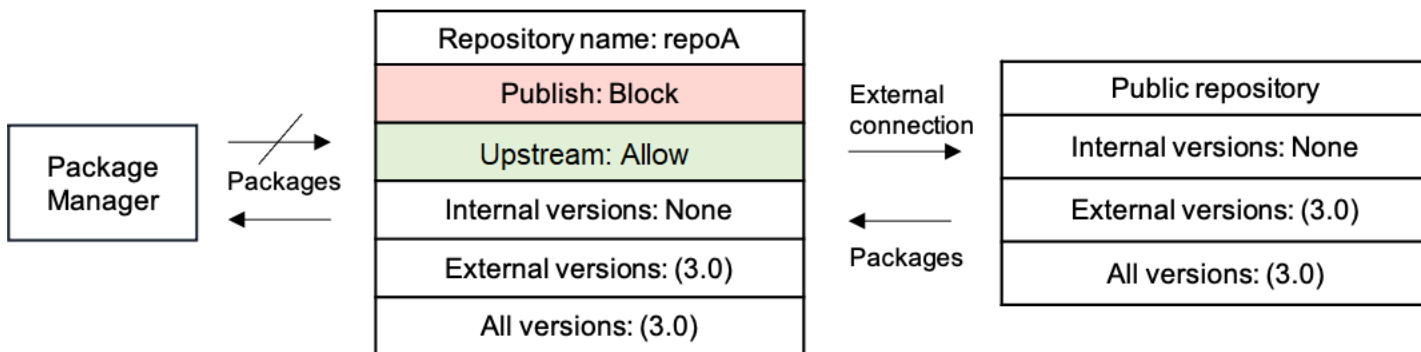 Package
Manager
Packages
Repository name: repoA
Publish: Block
Upstream: Allow
Internal versions: None
External versions: (3.0)
All versions: (3.0)
External
connection
Packages
Public repository
Internal versions: None
External versions: (3.0)
All versions: (3.0)